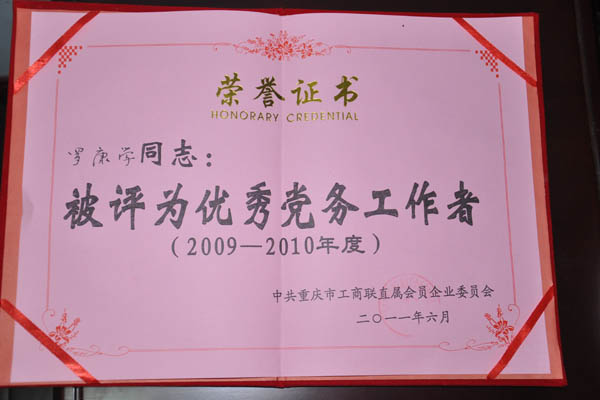 荣誉证书
HONORARY CREDENTIAL
罗康学同志：
被评为优秀党务工作者
（2009—2010年度）
中共重庆市工商联直属会员企业委员会
二〇一一年六月